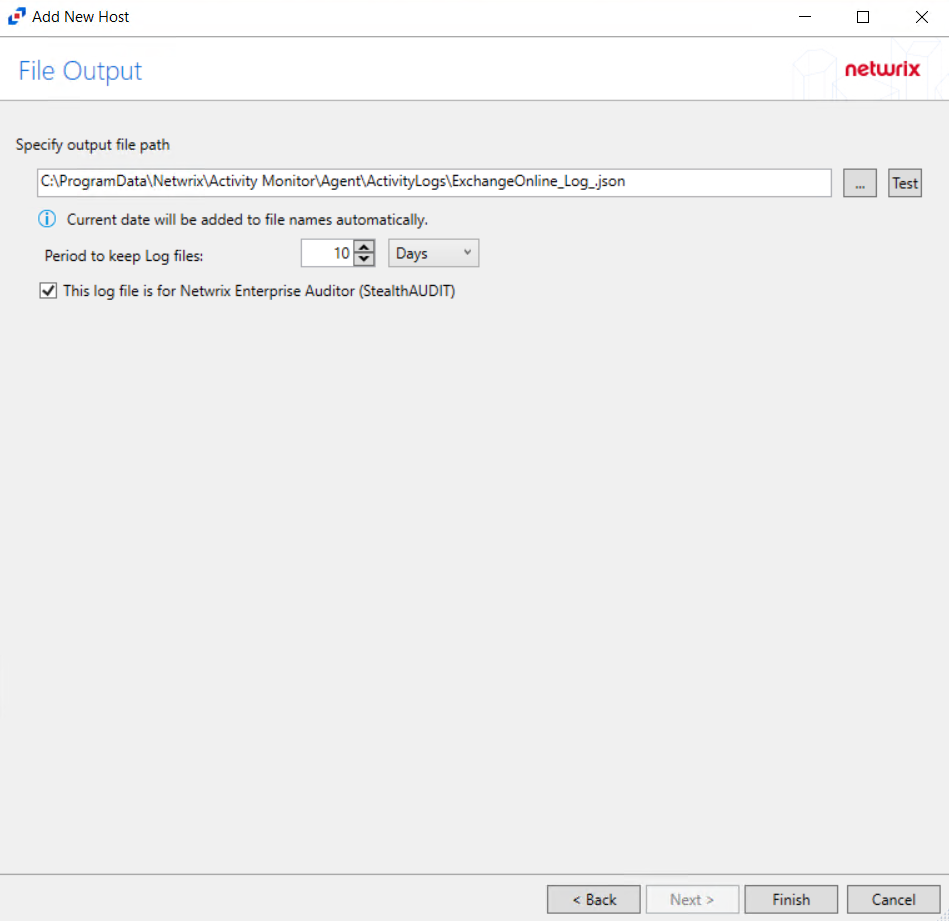 Add New Host
File Output
netwrix
Specify output file path
C:\ProgramData\Netwrix\Activity Monitor\Agent\ActivityLogs\ExchangeOnline_Log_.json
...
Test
Current date will be added to file names automatically.
Period to keep Log files:
10
Days
This log file is for Netwrix Enterprise Auditor (StealthAUDIT)
< Back
Next >
Finish
Cancel